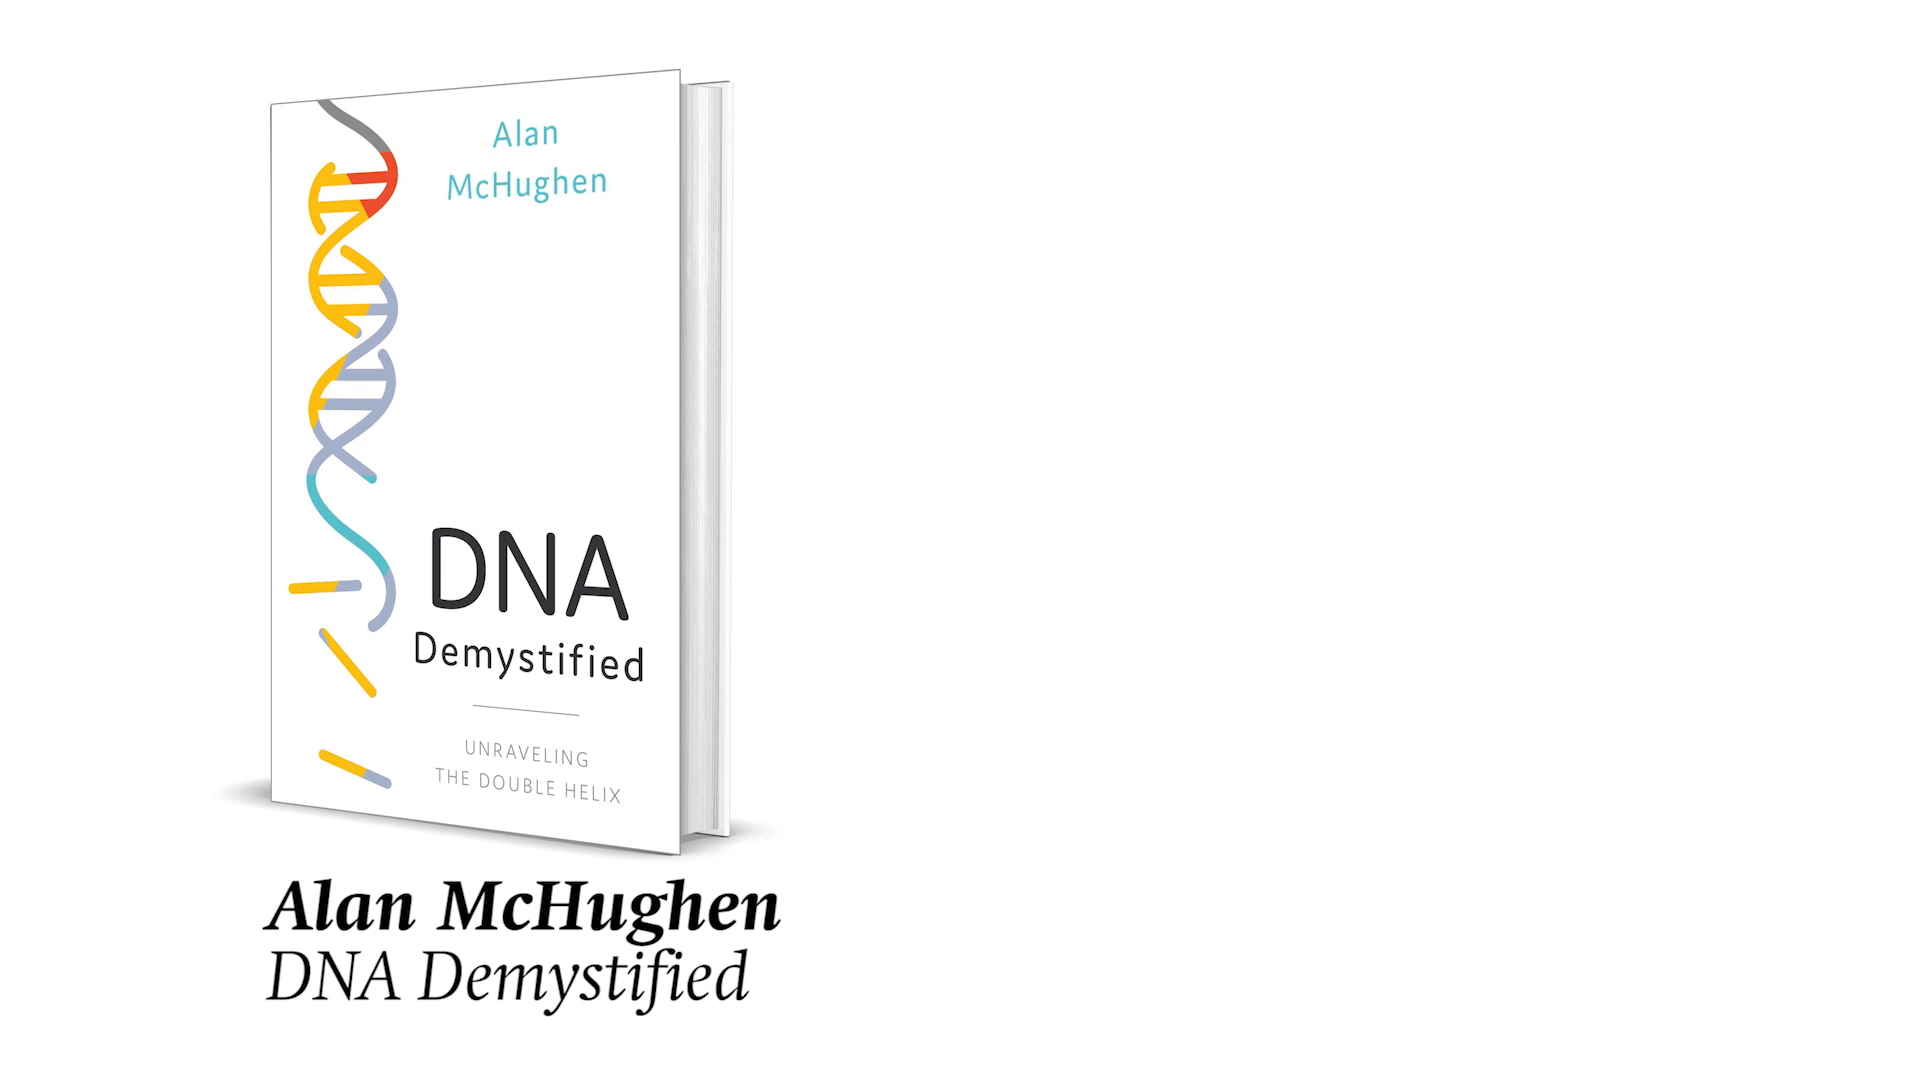 Alan
McHughen
DNA
Demystified
UNRAVELING
THE DOUBLE HELIX
Alan McHughen
DNA Demystified